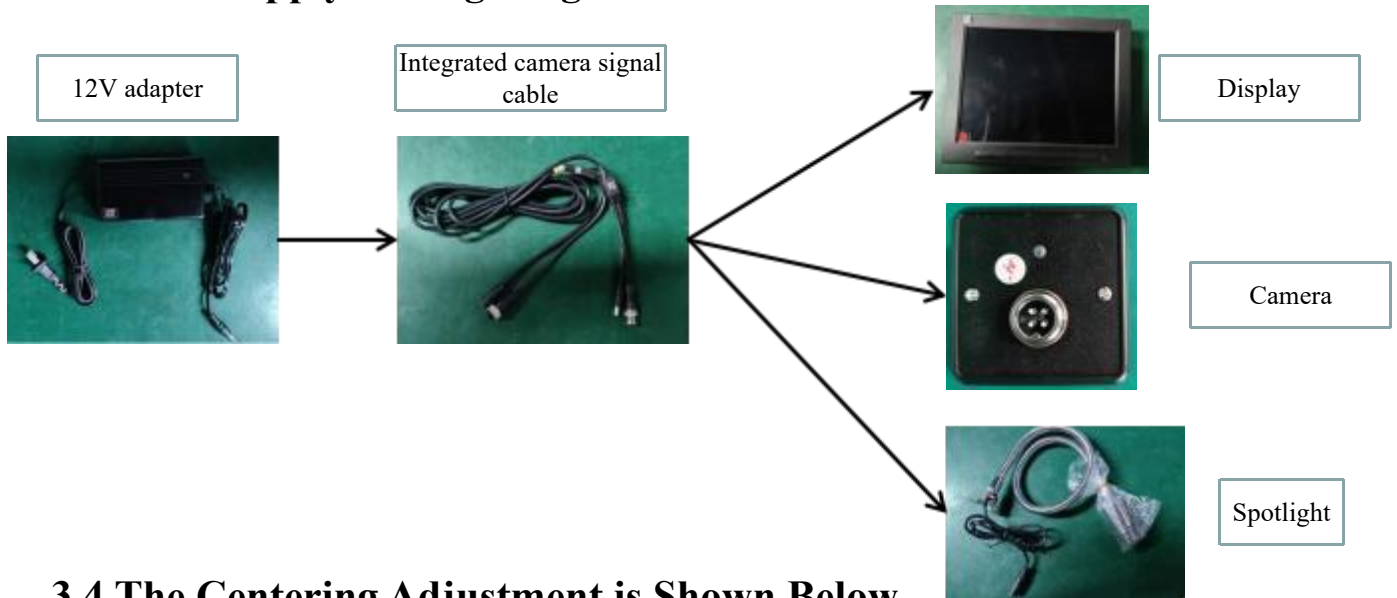 12V adapter
Integrated camera signal
cable
Display
Camera
Spotlight
3.4 The Centering Adjustment is Shown Below